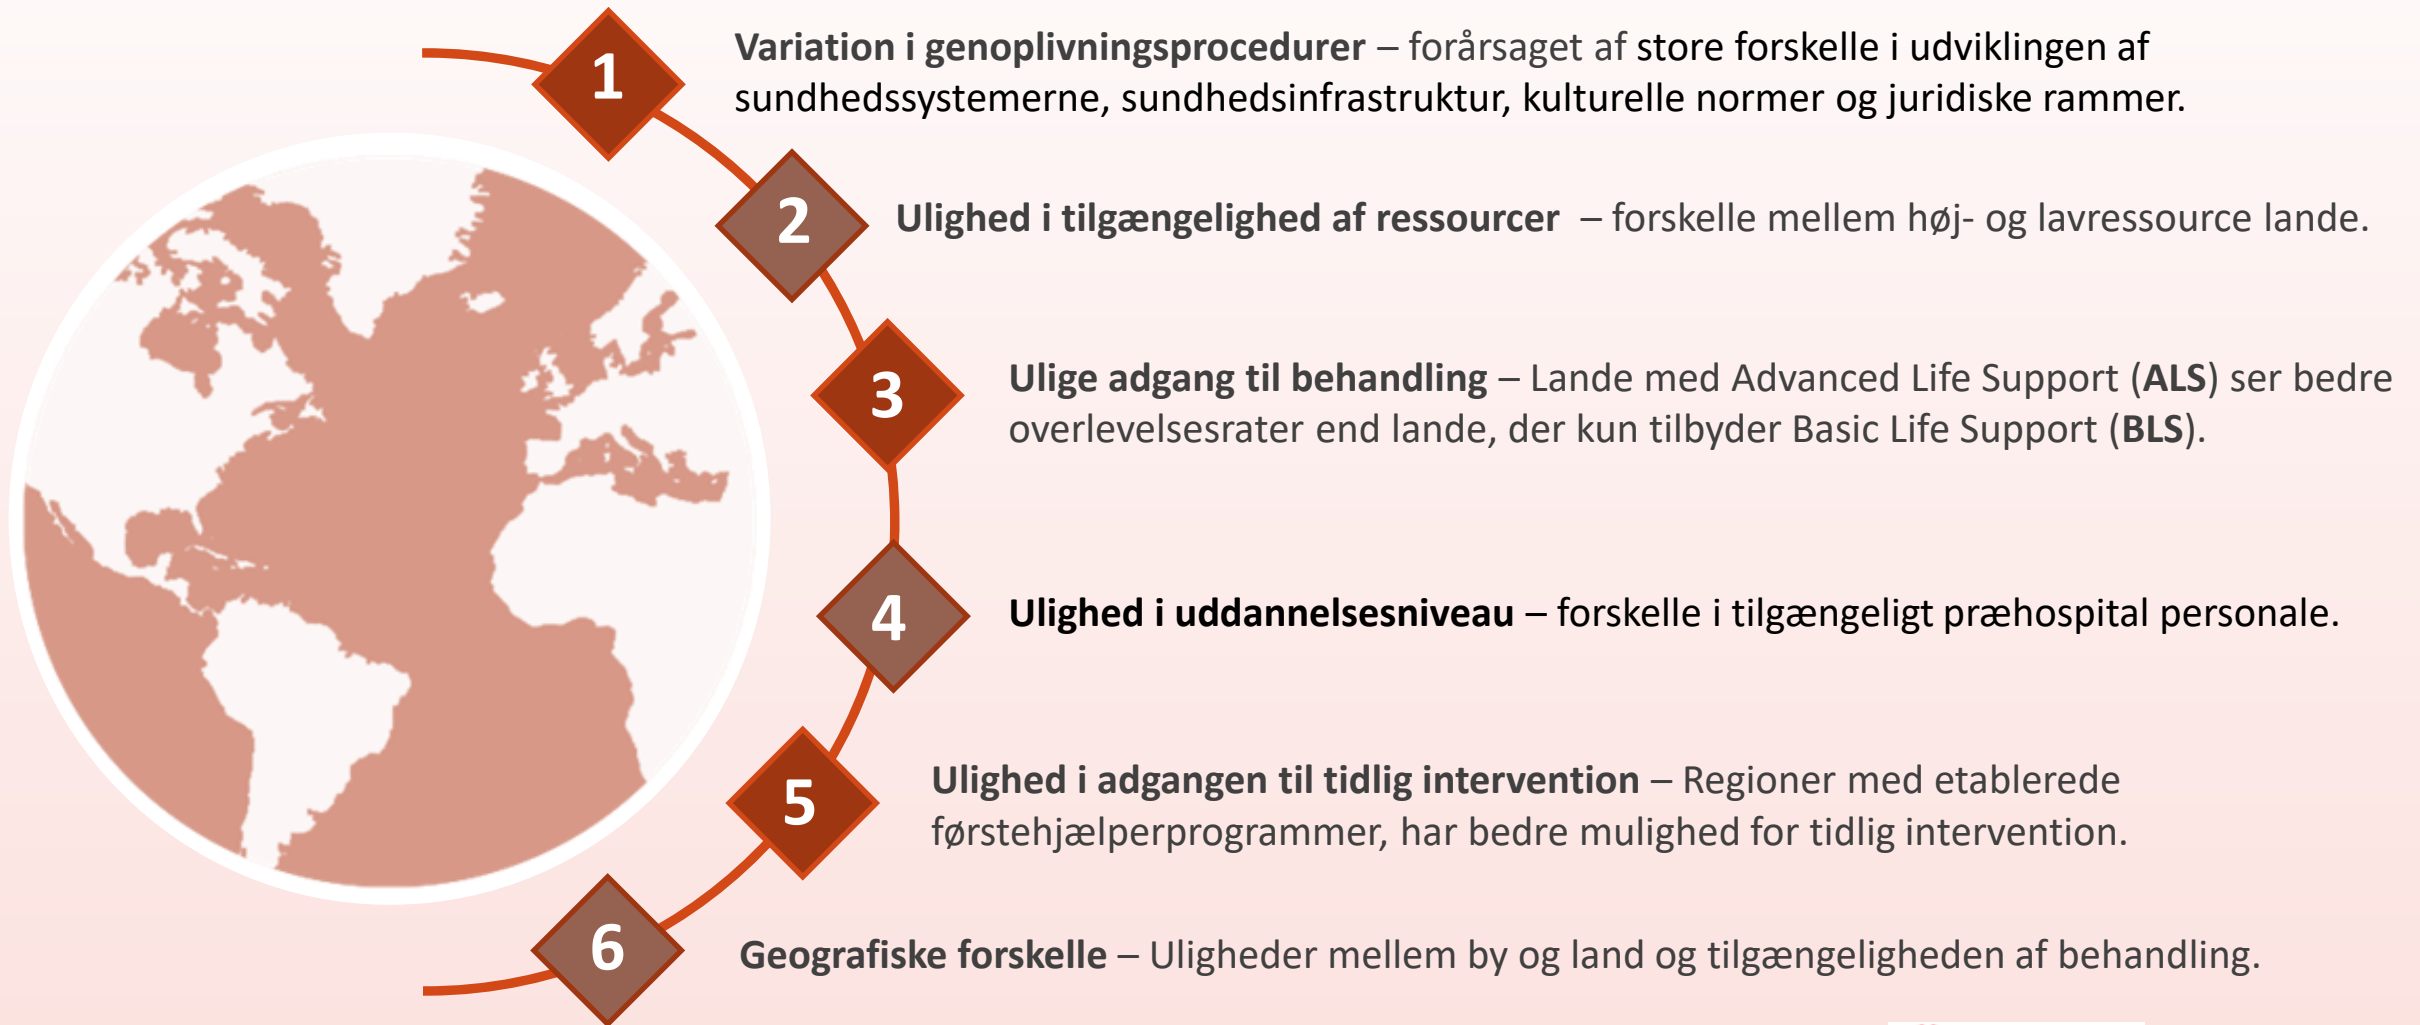 1
Variation i genoplivningsprocedurer – forårsaget af store forskelle i udviklingen af
sundhedssystemerne, sundhedsinfrastruktur, kulturelle normer og juridiske rammer.
2
Ulighed i tilgængelighed af ressourcer – forskelle mellem høj- og lavressource lande.
3
Ulige adgang til behandling – Lande med Advanced Life Support (ALS) ser bedre
overlevelsesrater end lande, der kun tilbyder Basic Life Support (BLS).
4
Ulighed i uddannelsesniveau – forskelle i tilgængeligt præhospital personale.
5
Ulighed i adgangen til tidlig intervention – Regioner med etablerede
førstehjælperprogrammer, har bedre mulighed for tidlig intervention.
6
Geografiske forskelle – Uligheder mellem by og land og tilgængeligheden af behandling.